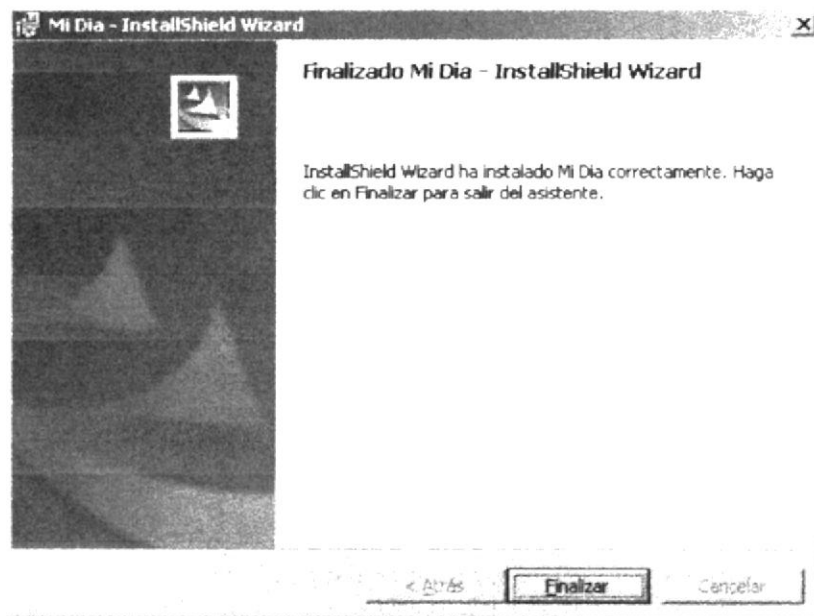 Mi Dia - InstallShield Wizard
Finalizado Mi Dia - InstallShield Wizard
InstallShield Wizard ha instalado Mi Dia correctamente. Haga
clic en Finalizar para salir del asistente.
< Atrás
Finalizar
Cancelar